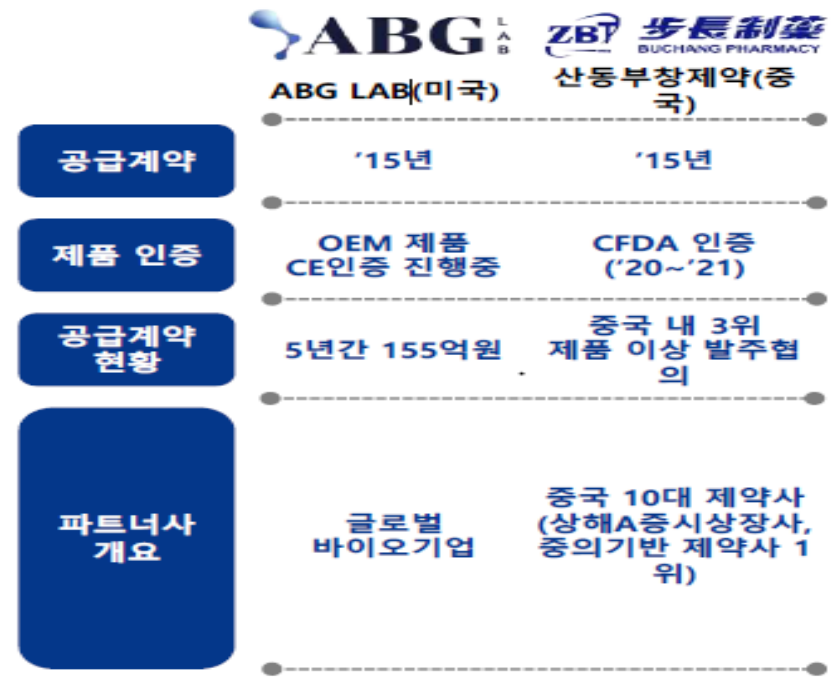 ABG LAB
ZBT 步長制藥
BUCHANG PHARMACY
ABG LAB(미국)
산동부창제약(중
국)
공급계약
'15년
'15년
제품 인증
OEM 제품
CE인증 진행중
CFDA 인증
('20~'21)
공급계약
현황
5년간 155억원
중국 내 3위
제품 이상 발주협
의
파트너사
개요
글로벌
바이오기업
중국 10대 제약사
(상해A증시상장사,
중의기반 제약사 1
위)